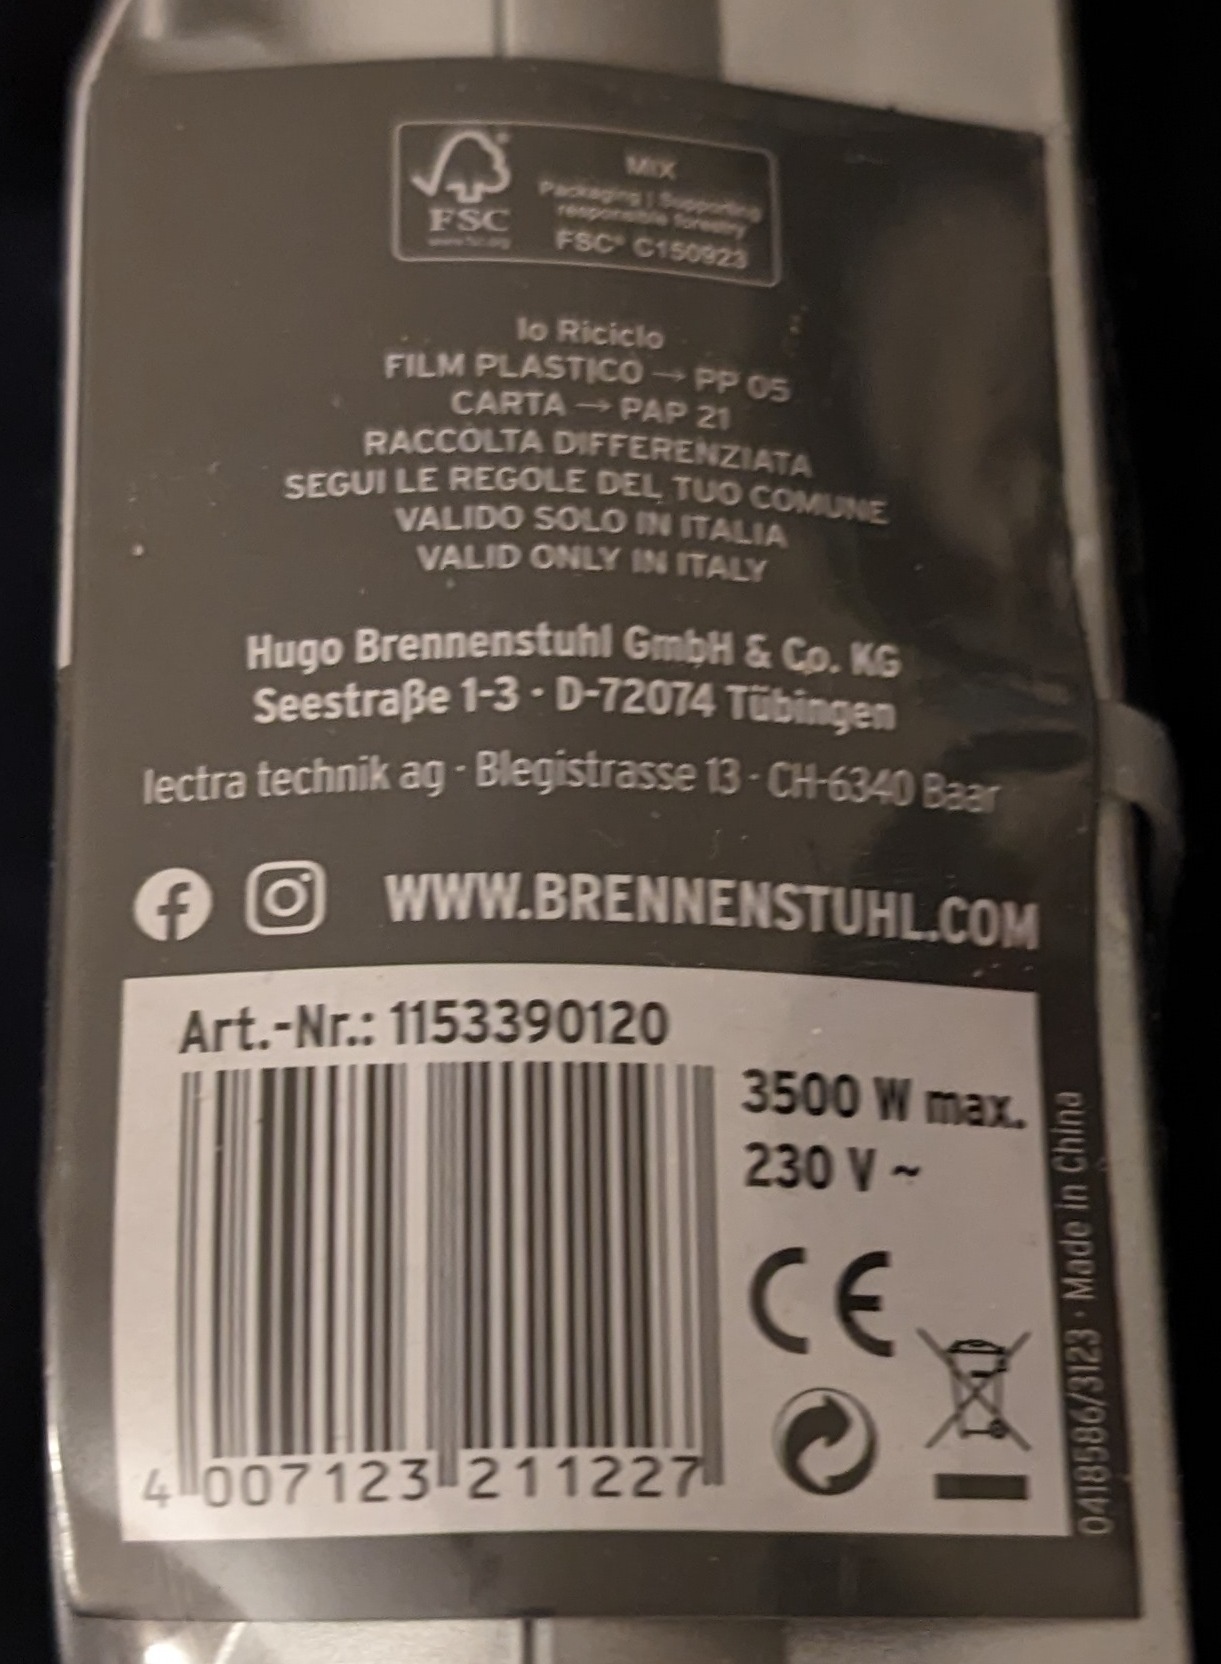 FSC
www.fsc.org
MIX
Packaging | Supporting
responsible forestry
FSC® C150923
Io Riciclo
FILM PLASTICO → PP 05
CARTA → PAP 21
RACCOLTA DIFFERENZIATA
SEGUI LE REGOLE DEL TUO COMUNE
VALIDO SOLO IN ITALIA
VALID ONLY IN ITALY
Hugo Brennenstuhl GmbH & Co. KG
Seestraße 1-3 · D-72074 Tübingen
lectra technik ag · Blegistrasse 13 · CH-6340 Baar
WWW.BRENNENSTUHL.COM
Art.-Nr.: 1153390120
3500 W max.
230 V ~
CE
4 007123 211227
0418586/3123 · Made in China